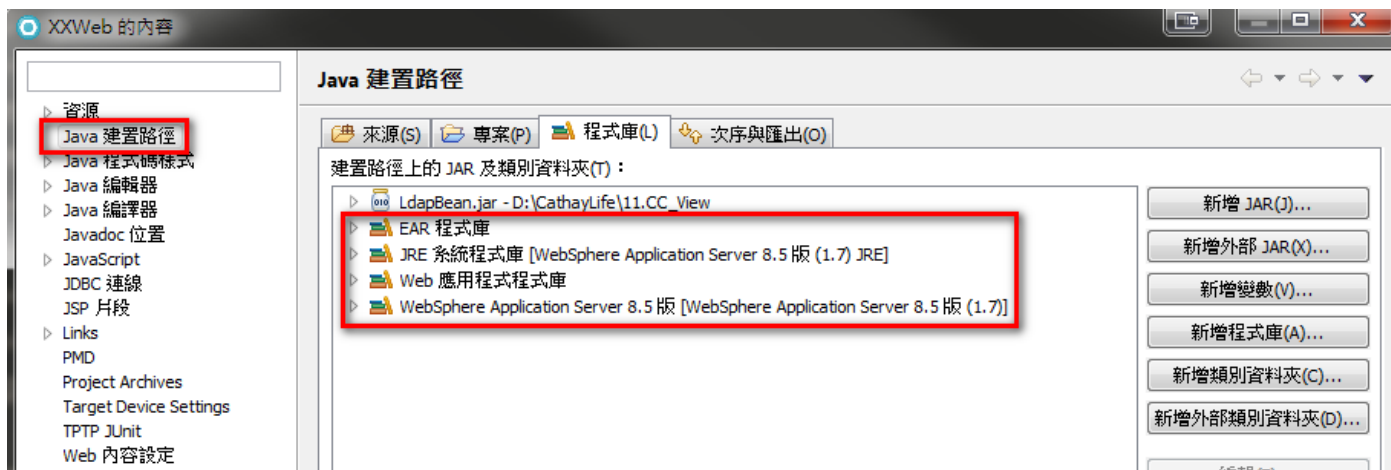 XXWeb 的內容
Java 建置路徑
資源
Java 建置路徑
Java 程式碼樣式
Java 編輯器
Java 編譯器
Javadoc 位置
JavaScript
JDBC 連線
JSP 片段
Links
PMD
Project Archives
Target Device Settings
TPTP JUnit
Web 內容設定
來源(S) 專案(P) 程式庫(L) 次序與匯出(O)
建置路徑上的 JAR 及類別資料夾(T)：
LdapBean.jar - D:\CathayLife\11.CC_View
EAR 程式庫
JRE 系統程式庫 [WebSphere Application Server 8.5 版 (1.7) JRE]
Web 應用程式程式庫
WebSphere Application Server 8.5 版 [WebSphere Application Server 8.5 版 (1.7)]
新增 JAR(J)...
新增外部 JAR(X)...
新增變數(V)...
新增程式庫(A)...
新增類別資料夾(C)...
新增外部類別資料夾(D)...